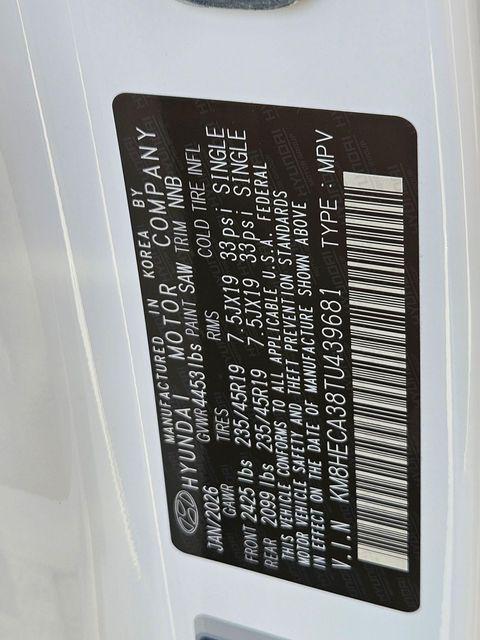 MANUFACTURED IN KOREA BY
HYUNDAI MOTOR COMPANY
JAN/2026 GVWR 4453 lbs PAINT SAW TRIM NNB
GAWR TIRES RIMS COLD TIRE INFL
FRONT 2425 lbs 235/45R19 7.5JX19 33psi SINGLE
REAR 2099 lbs 235/45R19 7.5JX19 33psi SINGLE
THIS VEHICLE CONFORMS TO ALL APPLICABLE U.S.A. FEDERAL
MOTOR VEHICLE SAFETY AND THEFT PREVENTION STANDARDS
IN EFFECT ON THE DATE OF MANUFACTURE SHOWN ABOVE
V.I.N KM8HECA38TU439681 TYPE : MPV